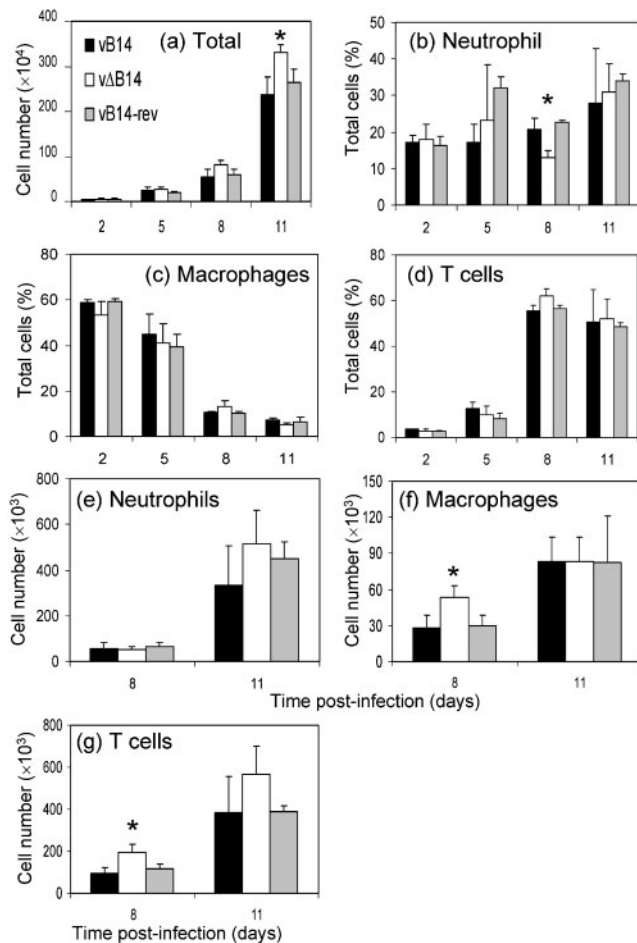 (a) Total
vB14
vΔB14
vB14-rev
Cell number (×10⁴)
400
300
200
100
0
*
2 5 8 11
(b) Neutrophil
Total cells (%)
50
40
30
20
10
0
*
2 5 8 11
(c) Macrophages
Total cells (%)
80
60
40
20
0
2 5 8 11
(d) T cells
Total cells (%)
80
60
40
20
0
2 5 8 11
(e) Neutrophils
Cell number (×10³)
800
600
400
200
0
8 11
(f) Macrophages
Cell number (×10³)
150
120
90
60
30
0
*
8 11
Time post-infection (days)
(g) T cells
Cell number (×10³)
800
600
400
200
0
*
8 11
Time post-infection (days)